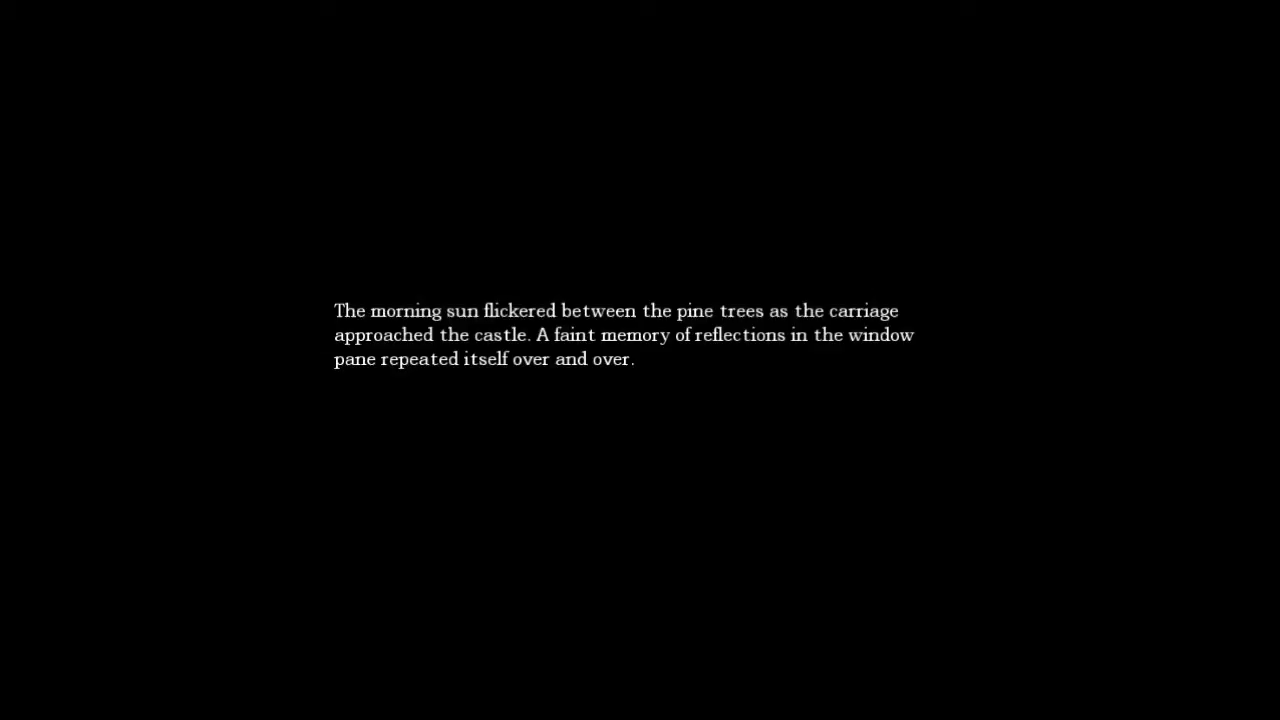 The morning sun flickered between the pine trees as the carriage
approached the castle. A faint memory of reflections in the window
pane repeated itself over and over.